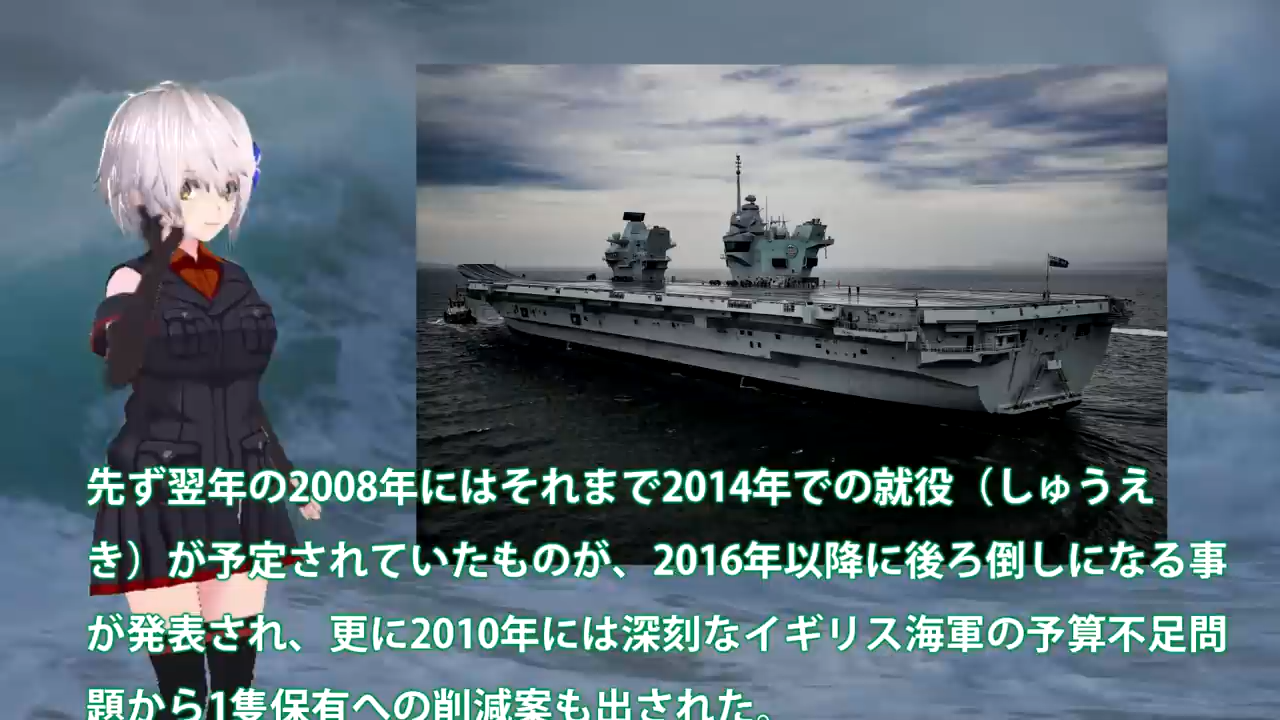 先ず翌年の2008年にはそれまで2014年での就役（しゅうえ
き）が予定されていたものが、2016年以降に後ろ倒しになる事
が発表され、更に2010年には深刻なイギリス海軍の予算不足問
題から1隻保有への削減案も出された。